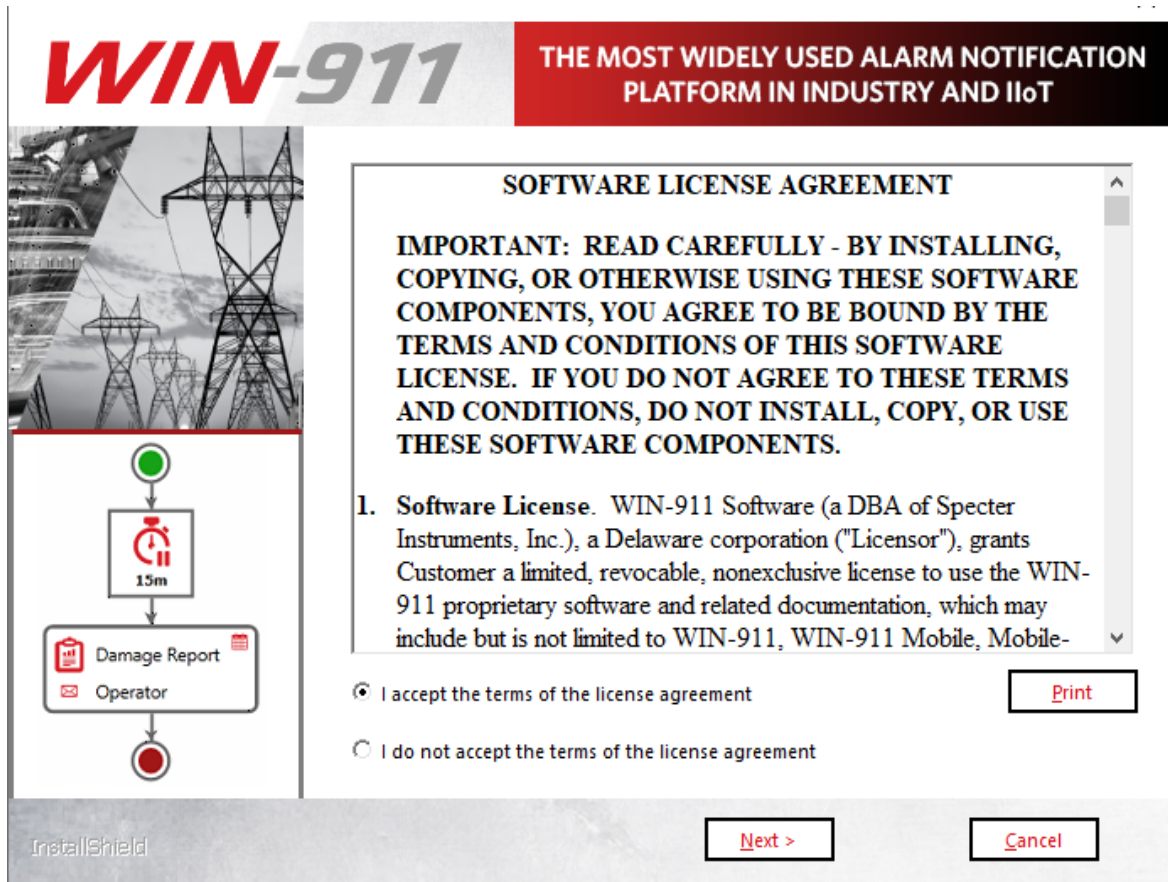 WIN-911
THE MOST WIDELY USED ALARM NOTIFICATION
PLATFORM IN INDUSTRY AND IIoT
SOFTWARE LICENSE AGREEMENT
IMPORTANT:  READ CAREFULLY - BY INSTALLING,
COPYING, OR OTHERWISE USING THESE SOFTWARE
COMPONENTS, YOU AGREE TO BE BOUND BY THE
TERMS AND CONDITIONS OF THIS SOFTWARE
LICENSE.  IF YOU DO NOT AGREE TO THESE TERMS
AND CONDITIONS, DO NOT INSTALL, COPY, OR USE
THESE SOFTWARE COMPONENTS.
1. Software License.  WIN-911 Software (a DBA of Specter
Instruments, Inc.), a Delaware corporation ("Licensor"), grants
Customer a limited, revocable, nonexclusive license to use the WIN-
911 proprietary software and related documentation, which may
include but is not limited to WIN-911, WIN-911 Mobile, Mobile-
15m
Damage Report
Operator
I accept the terms of the license agreement
Print
I do not accept the terms of the license agreement
InstallShield
Next >
Cancel